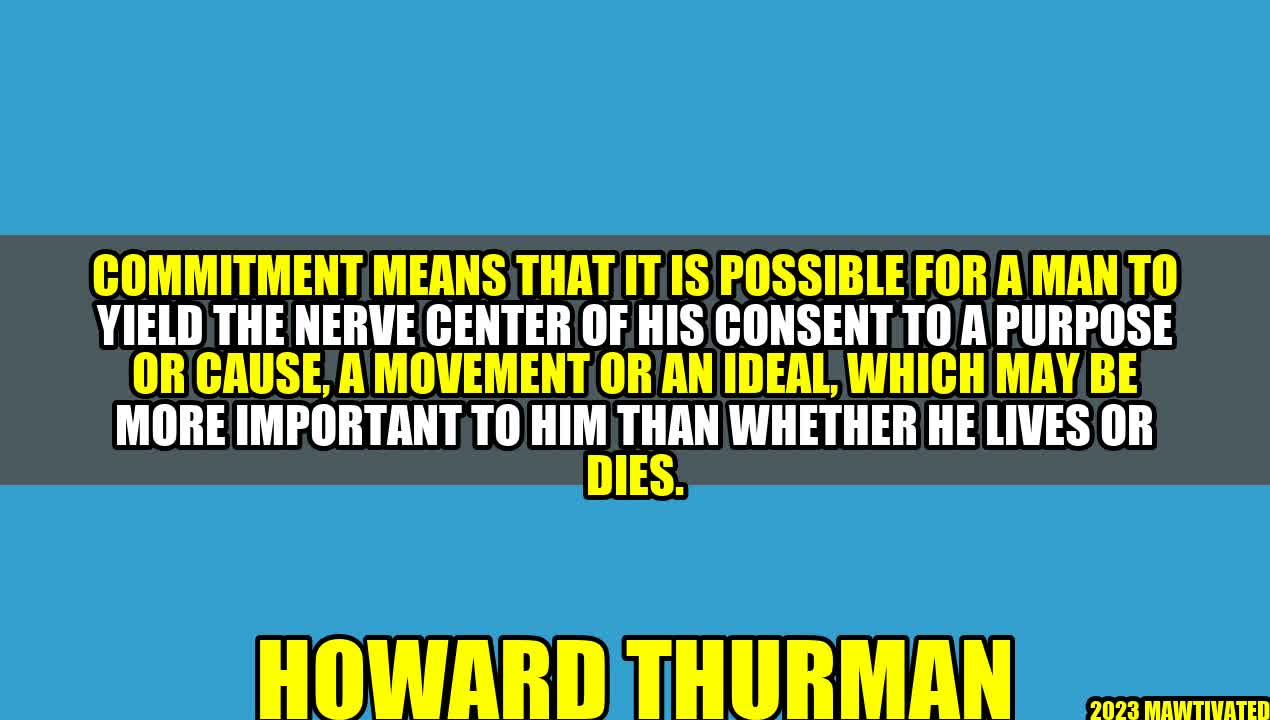 COMMITMENT MEANS THAT IT IS POSSIBLE FOR A MAN TO
YIELD THE NERVE CENTER OF HIS CONSENT TO A PURPOSE
OR CAUSE, A MOVEMENT OR AN IDEAL, WHICH MAY BE
MORE IMPORTANT TO HIM THAN WHETHER HE LIVES OR
DIES.
HOWARD THURMAN
2023 MAWTIVATED